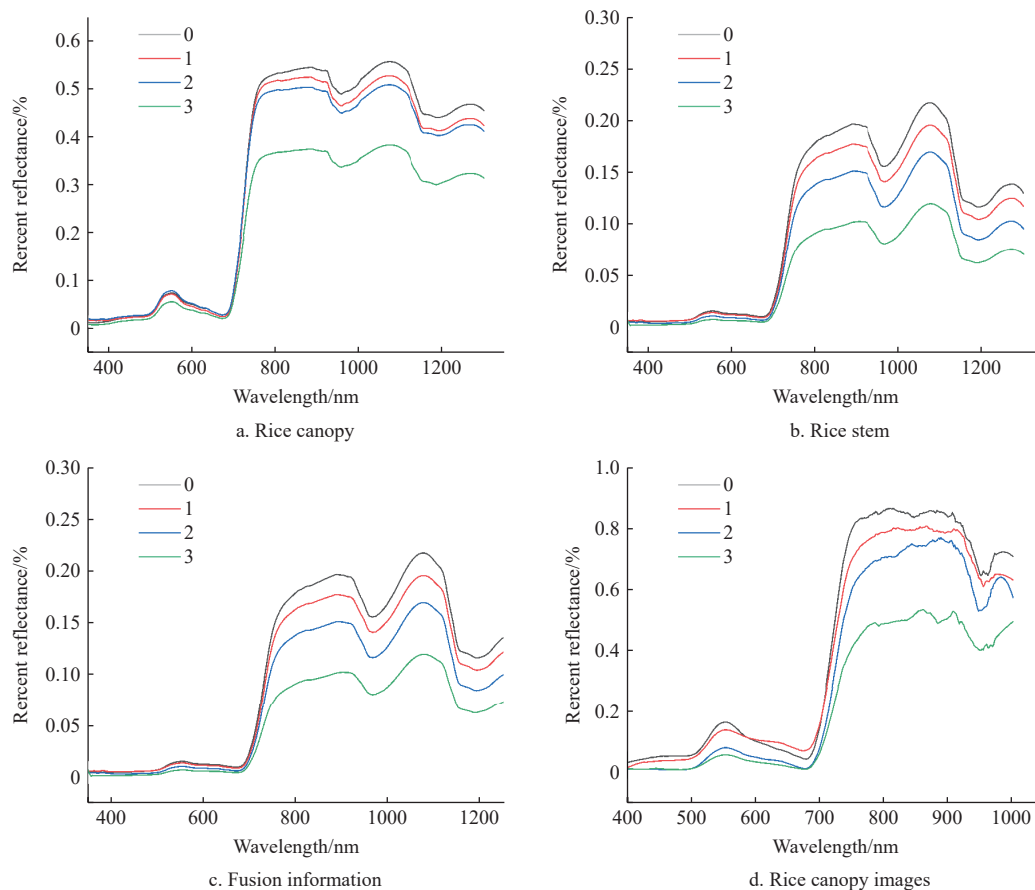 0.6
0.5
0.4
0.3
0.2
0.1
0
Rercent reflectance/%
0
1
2
3
400 600 800 1000 1200
Wavelength/nm
a. Rice canopy
0.30
0.25
0.20
0.15
0.10
0.05
0
Rercent reflectance/%
0
1
2
3
400 600 800 1000 1200
Wavelength/nm
b. Rice stem
0.30
0.25
0.20
0.15
0.10
0.05
0
Rercent reflectance/%
0
1
2
3
400 600 800 1000 1200
Wavelength/nm
c. Fusion information
1.0
0.8
0.6
0.4
0.2
0
Rercent reflectance/%
0
1
2
3
400 500 600 700 800 900 1000
Wavelength/nm
d. Rice canopy images